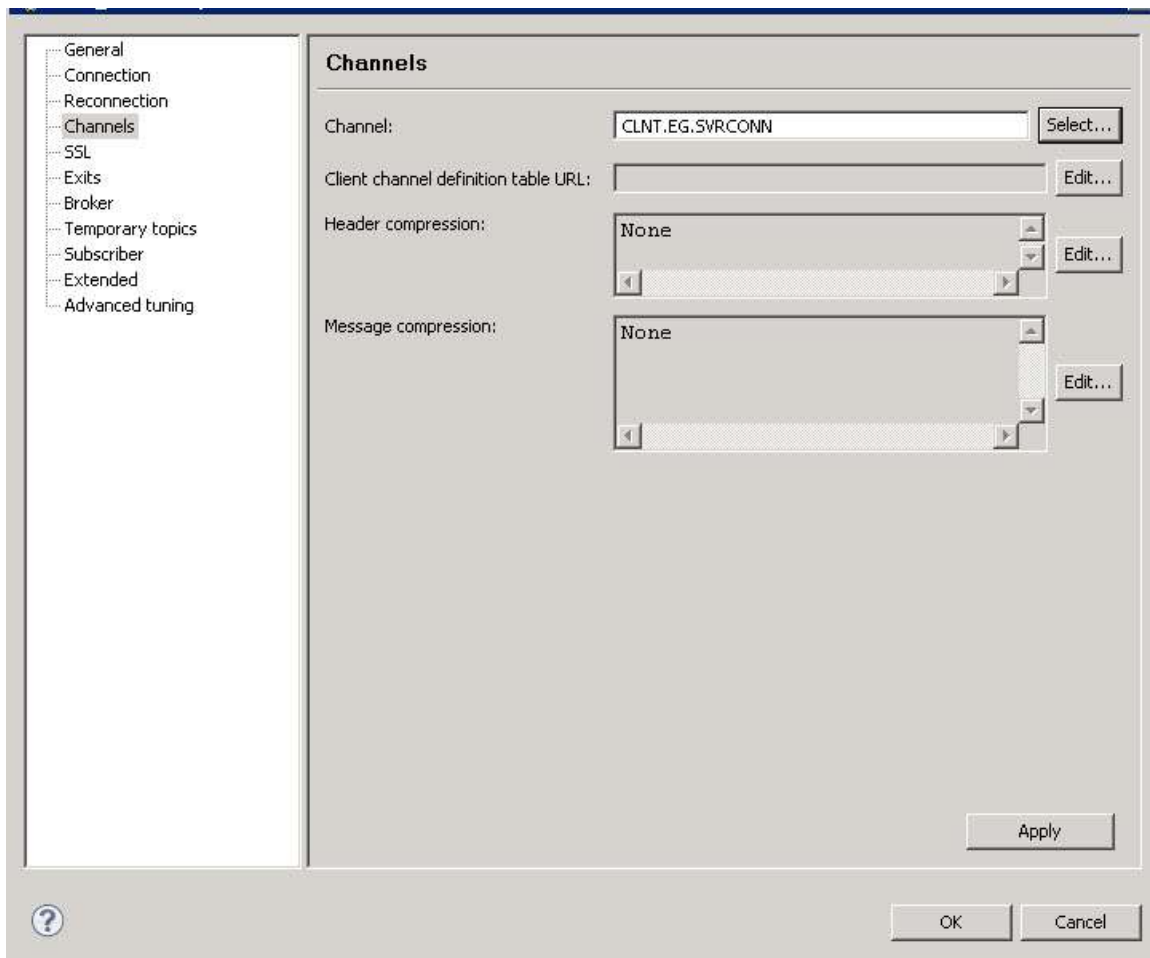 General
Connection
Reconnection
Channels
SSL
Exits
Broker
Temporary topics
Subscriber
Extended
Advanced tuning
Channels
Channel: CLNT.EG.SVRCONN Select...
Client channel definition table URL: Edit...
Header compression: None Edit...
Message compression: None Edit...
Apply
?
OK Cancel